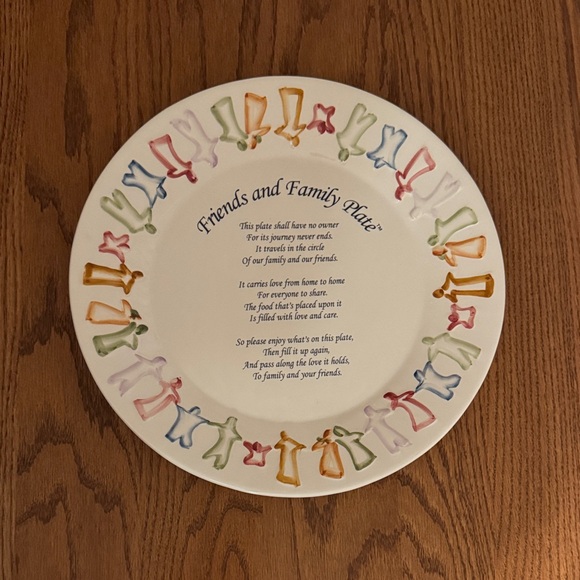 Friends and Family Plate™
This plate shall have no owner
For its journey never ends.
It travels in the circle
Of our family and our friends.
It carries love from home to home
For everyone to share.
The food that's placed upon it
Is filled with love and care.
So please enjoy what's on this plate,
Then fill it up again,
And pass along the love it holds,
To family and your friends.